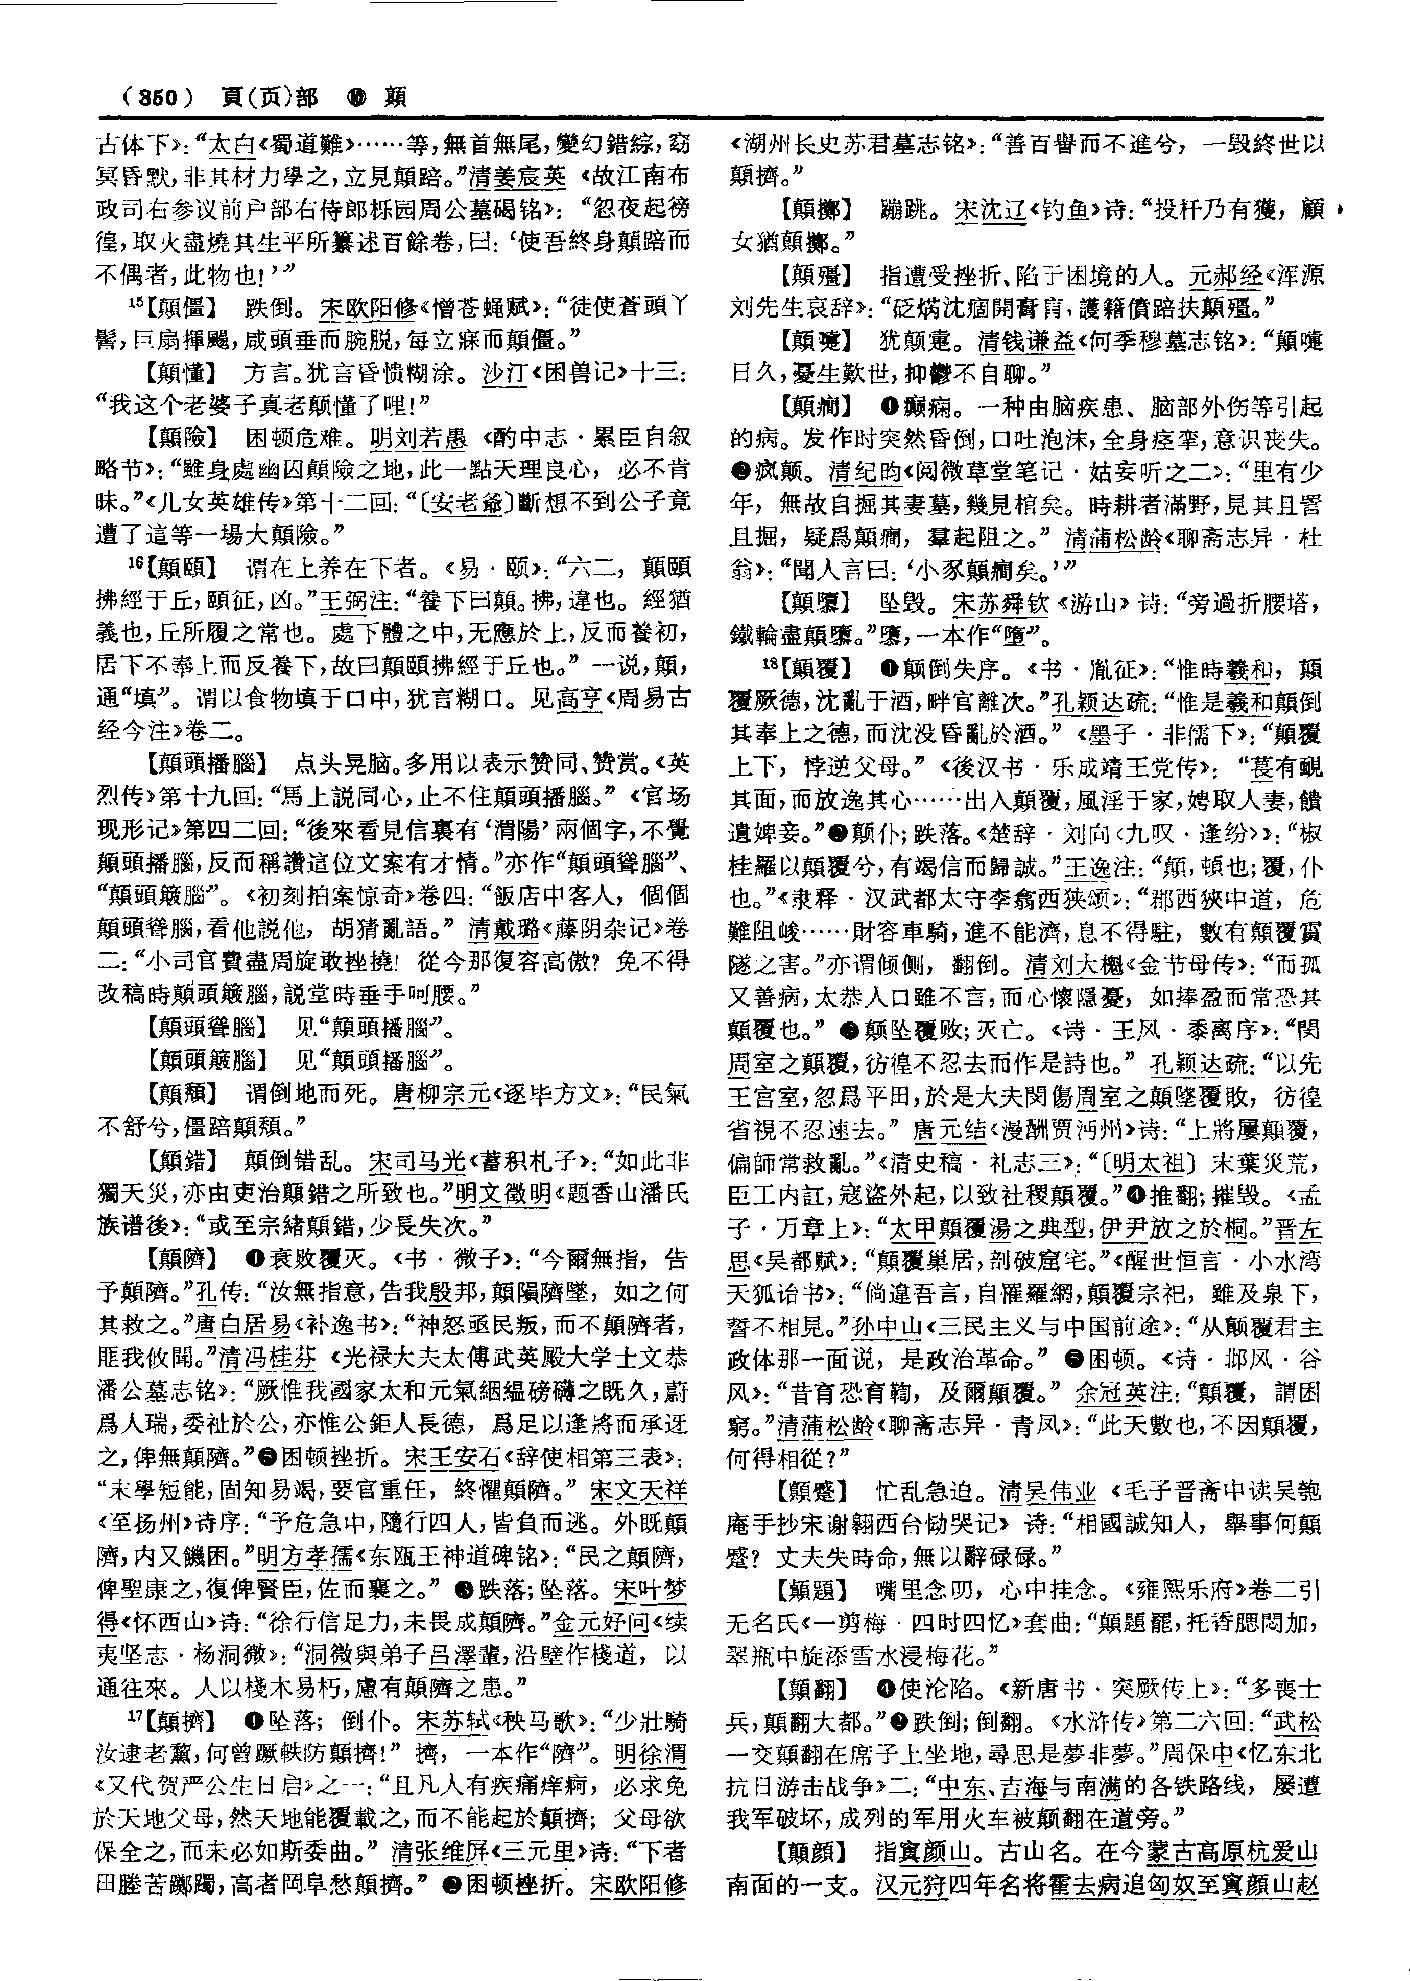 （350） 頁(页)部 ⑩ 顛
古体下》：“太白《蜀道難》……等，無首無尾，變幻錯綜，窈
冥昏默，非其材力學之，立見顛踣。”清姜宸英《故江南布
政司右参议前户部右侍郎栎园周公墓碣铭》：“忽夜起徬
徨，取火盡燒其生平所纂述百餘卷，曰：‘使吾終身顛踣而
不偶者，此物也！’”
15【顛僵】 跌倒。宋欧阳修《憎苍蝇赋》：“徒使蒼頭丫
髻，巨扇揮颺，咸頭垂而腕脱，每立寐而顛僵。”
【顛懂】 方言。犹言昏愦糊涂。沙汀《困兽记》十三：
“我这个老婆子真老颠懂了哩！”
【顛險】 困顿危难。明刘若愚《酌中志·累臣自叙
略节》：“雖身處幽囚顛險之地，此一點天理良心，必不肯
昧。”《儿女英雄传》第十二回：“〔安老爺〕斷想不到公子竟
遭了這等一場大顛險。”
16【顛頤】 谓在上养在下者。《易·颐》：“六二，顛頤
拂經于丘，頤征，凶。”王弼注：“養下曰顛。拂，違也。經猶
義也，丘所履之常也。處下體之中，无應於上，反而養初，
居下不奉上而反養下，故曰顛頤拂經于丘也。”一说，顛，
通“填”。谓以食物填于口中，犹言糊口。见高亨《周易古
经今注》卷二。
【顛頭播腦】 点头晃脑。多用以表示赞同、赞赏。《英
烈传》第十九回：“馬上説同心，止不住顛頭播腦。”《官场
现形记》第四二回：“後來看見信裏有‘渭陽’兩個字，不覺
顛頭播腦，反而稱讚這位文案有才情。”亦作“顛頭聳腦”、
“顛頭簸腦”。《初刻拍案惊奇》卷四：“飯店中客人，個個
顛頭聳腦，看他説他，胡猜亂語。”清戴璐《藤阴杂记》卷
二：“小司官費盡周旋敢挫撓！從今那復容高傲？免不得
改稿時顛頭簸腦，説堂時垂手呵腰。”
【顛頭聳腦】 见“顛頭播腦”。
【顛頭簸腦】 见“顛頭播腦”。
【顛頹】 谓倒地而死。唐柳宗元《逐毕方文》：“民氣
不舒兮，僵踣顛頹。”
【顛錯】 顛倒错乱。宋司马光《蓄积札子》：“如此非
獨天災，亦由吏治顛錯之所致也。”明文徵明《题香山潘氏
族谱後》：“或至宗緒顛錯，少長失次。”
【顛隮】 ❶衰败覆灭。《书·微子》：“今爾無指，告
予顛隮。”孔传：“汝無指意，告我殷邦，顛隕隮墜，如之何
其救之。”唐白居易《补逸书》：“神怒亟民叛，而不顛隮者，
匪我攸聞。”清冯桂芬《光禄大夫太傅武英殿大学士文恭
潘公墓志铭》：“厥惟我國家太和元氣絪緼磅礴之既久，蔚
爲人瑞，委祉於公，亦惟公鉅人長德，爲足以逢將而承迓
之，俾無顛隮。”❷困顿挫折。宋王安石《辞使相第三表》：
“末學短能，固知易竭，要官重任，終懼顛隮。”宋文天祥
《至扬州》诗序：“予危急中，隨行四人，皆負而逃。外既顛
隮，内又饑困。”明方孝孺《东瓯王神道碑铭》：“民之顛隮，
俾聖康之，復俾賢臣，佐而襄之。”❸跌落；坠落。宋叶梦
得《怀西山》诗：“徐行信足力，未畏成顛隮。”金元好问《续
夷坚志·杨洞微》：“洞微與弟子吕澤輩，沿壁作棧道，以
通往來。人以棧木易朽，慮有顛隮之患。”
17【顛擠】 ❶坠落；倒仆。宋苏轼《秧马歌》：“少壯騎
汝逮老黧，何曾蹶軼防顛擠！”擠，一本作“隮”。明徐渭
《又代贺严公生日启》之一：“且凡人有疾痛痒痾，必求免
於天地父母，然天地能覆載之，而不能起於顛擠；父母欲
保全之，而未必如斯委曲。”清张维屏《三元里》诗：“下者
田塍苦躑躅，高者岡阜愁顛擠。”❷困顿挫折。宋欧阳修
《湖州长史苏君墓志铭》：“善百譽而不進兮，一毁終世以
顛擠。”
【顛擲】 蹦跳。宋沈辽《钓鱼》诗：“投秆乃有獲，顧
女猶顛擲。”
【顛殭】 指遭受挫折、陷于困境的人。元郝经《浑源
刘先生哀辞》：“砭炳沈痼開膏肓，護籍僨踣扶顛殭。”
【顛嚏】 犹颠疐。清钱谦益《何季穆墓志铭》：“顛嚏
日久，憂生歎世，抑鬱不自聊。”
【顛癎】 ❶癫痫。一种由脑疾患、脑部外伤等引起
的病。发作时突然昏倒，口吐泡沫，全身痉挛，意识丧失。
❷疯颠。清纪昀《阅微草堂笔记·姑妄听之二》：“里有少
年，無故自掘其妻墓，幾見棺矣。時耕者滿野，見其且詈
且掘，疑爲顛癎，羣起阻之。”清蒲松龄《聊斋志异·杜
翁》：“聞人言曰：‘小豕顛癎矣。’”
【顛隳】 坠毁。宋苏舜钦《游山》诗：“旁過折腰塔，
鐵輪盡顛隳。”隳，一本作“墮”。
18【顛覆】 ❶颠倒失序。《书·胤征》：“惟時羲和，顛
覆厥德，沈亂于酒，畔官離次。”孔颖达疏：“惟是羲和顛倒
其奉上之德，而沈没昏亂於酒。”《墨子·非儒下》：“顛覆
上下，悖逆父母。”《後汉书·乐成靖王党传》：“萇有靦
其面，而放逸其心……出入顛覆，風淫于家，娉取人妻，饋
遺婢妾。”❷颠仆；跌落。《楚辞·刘向〈九叹·逢纷〉》：“椒
桂羅以顛覆兮，有竭信而歸誠。”王逸注：“顛，頓也；覆，仆
也。”《隶释·汉武都太守李翕西狭颂》：“郡西狹中道，危
難阻峻……財容車騎，進不能濟，息不得駐，數有顛覆霣
隧之害。”亦谓倾侧，翻倒。清刘大櫆《金节母传》：“而孤
又善病，太恭人口雖不言，而心懷隱憂，如捧盈而常恐其
顛覆也。”❸颠坠覆败；灭亡。《诗·王风·黍离序》：“閔
周室之顛覆，彷徨不忍去而作是詩也。”孔颖达疏：“以先
王宫室，忽爲平田，於是大夫閔傷周室之顛墜覆敗，彷徨
省視不忍速去。”唐元结《漫酬贾沔州》诗：“上將屢顛覆，
偏師常救亂。”《清史稿·礼志三》：“〔明太祖〕末葉災荒，
臣工内訌，寇盜外起，以致社稷顛覆。”❹推翻；摧毁。《孟
子·万章上》：“太甲顛覆湯之典型，伊尹放之於桐。”晋左
思《吴都赋》：“顛覆巢居，剖破窟宅。”《醒世恒言·小水湾
天狐诒书》：“倘違吾言，自罹羅網，顛覆宗祀，雖及泉下，
誓不相見。”孙中山《三民主义与中国前途》：“从颠覆君主
政体那一面说，是政治革命。”❺困顿。《诗·邶风·谷
风》：“昔育恐育鞫，及爾顛覆。”余冠英注：“顛覆，謂困
窮。”清蒲松龄《聊斋志异·青凤》：“此天數也，不因顛覆，
何得相從？”
【顛蹙】 忙乱急迫。清吴伟业《毛子晋斋中读吴匏
庵手抄宋谢翱西台恸哭记》诗：“相國誠知人，舉事何顛
蹙？丈夫失時命，無以辭碌碌。”
【顛題】 嘴里念叨，心中挂念。《雍熙乐府》卷二引
无名氏《一剪梅·四时四忆》套曲：“顛題罷，托香腮悶加，
翠瓶中旋添雪水浸梅花。”
【顛翻】 ❶使沦陷。《新唐书·突厥传上》：“多喪士
兵，顛翻大都。”❷跌倒；倒翻。《水浒传》第二六回：“武松
一交顛翻在席子上坐地，尋思是夢非夢。”周保中《忆东北
抗日游击战争》二：“中东、吉海与南满的各铁路线，屡遭
我军破坏，成列的军用火车被颠翻在道旁。”
【顛顔】 指寘颜山。古山名。在今蒙古高原杭爱山
南面的一支。汉元狩四年名将霍去病追匈奴至寘顔山赵